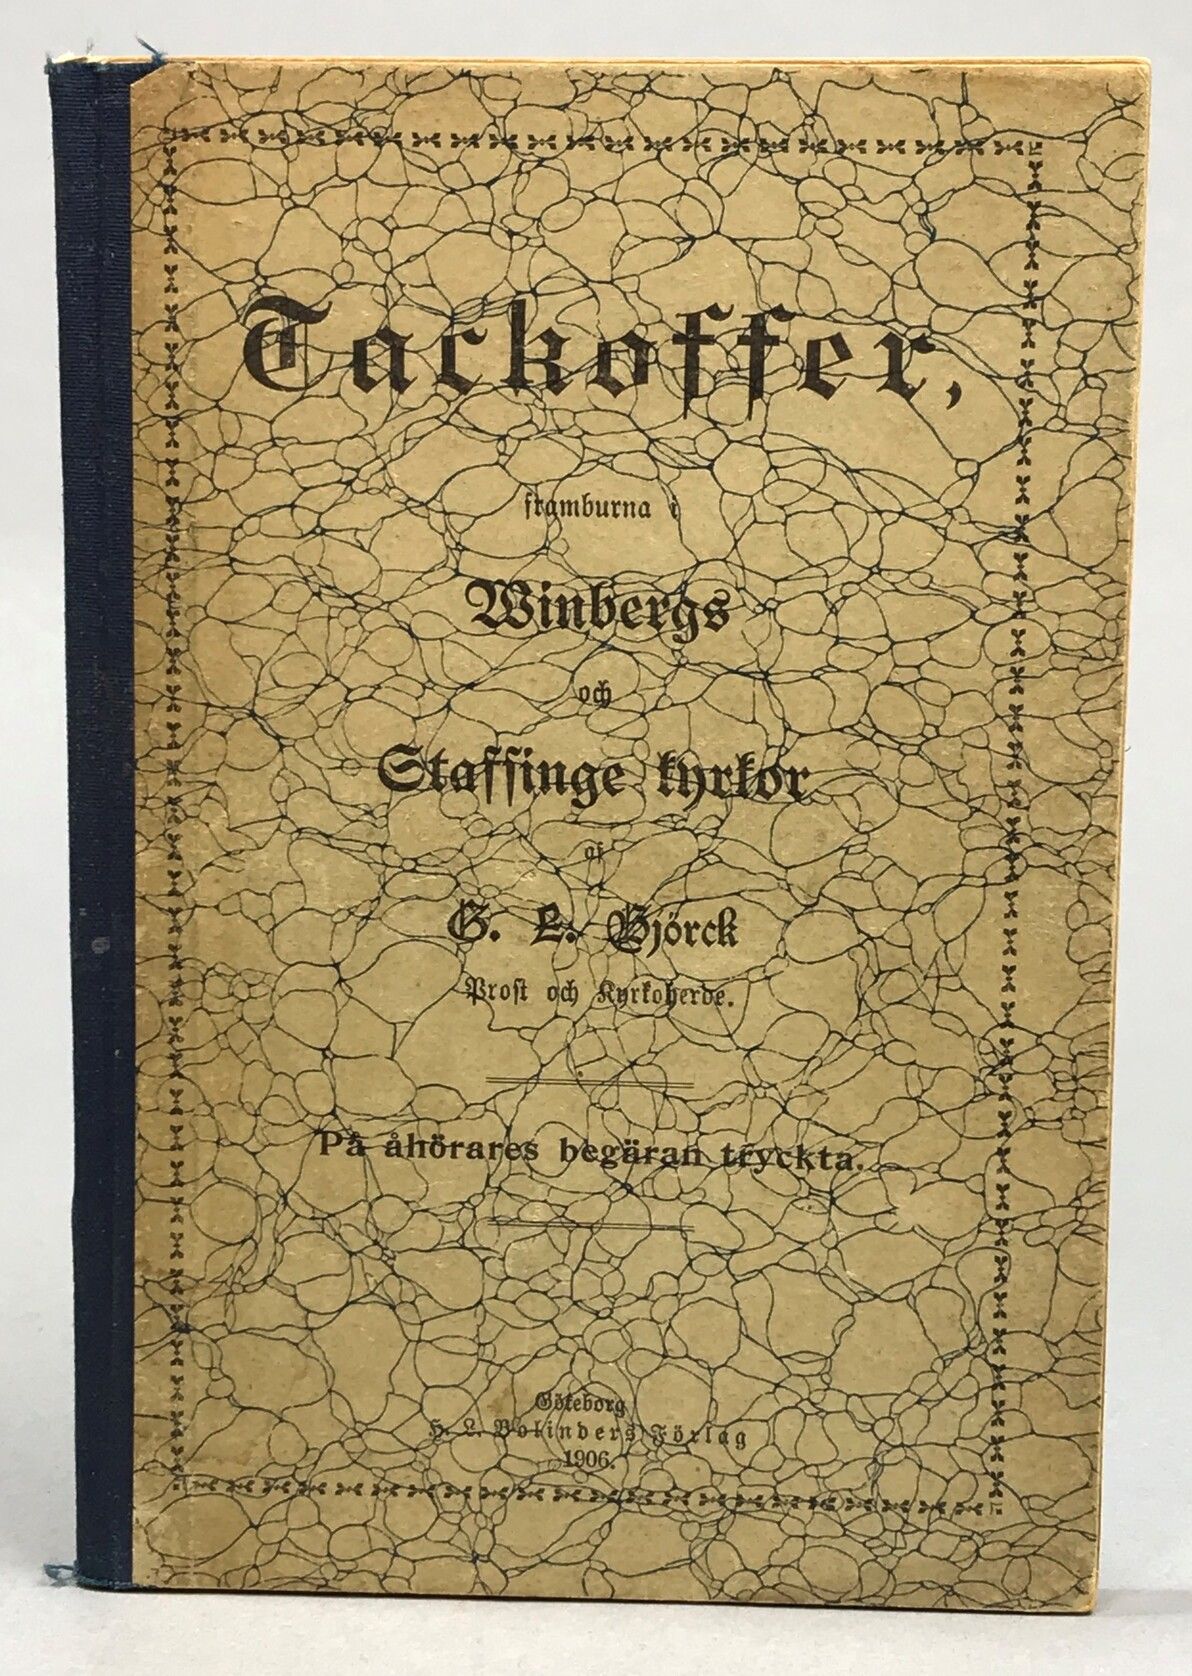 Tackoffer,
framburna i
Winbergs
och
Staffinge kyrkor
af
G. L. Björck
Prost och Kyrkoherde.
På åhörares begäran tryckta.
Göteborg
H. L. Bolinders Förlag
1906.